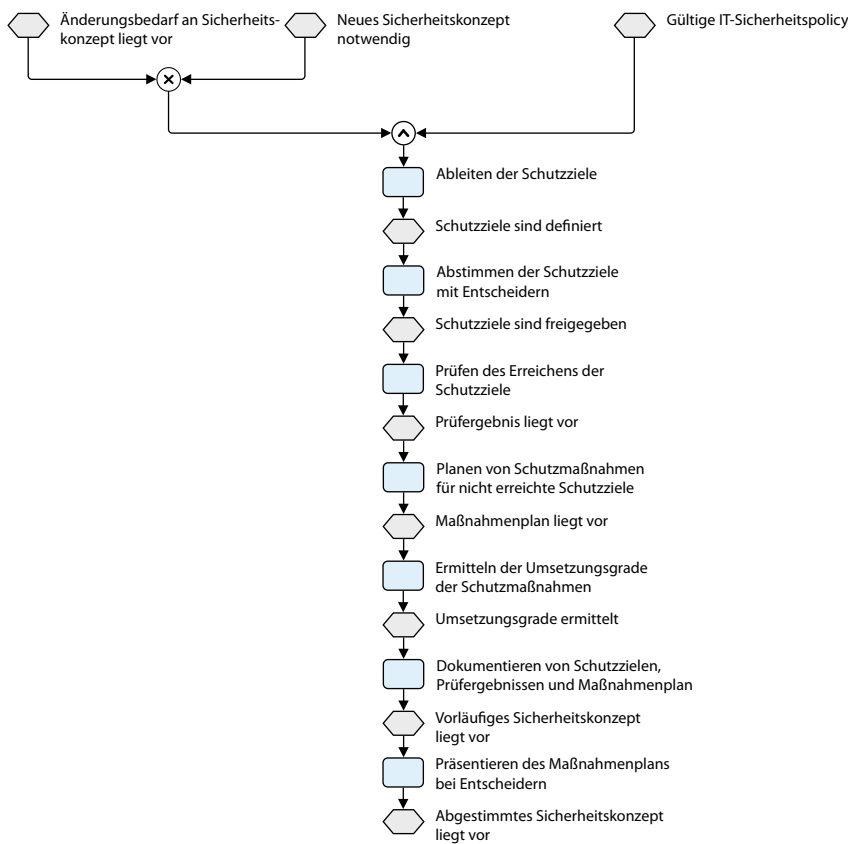 Änderungsbedarf an Sicherheits-
konzept liegt vor
Neues Sicherheitskonzept
notwendig
Gültige IT-Sicherheitspolicy
Ableiten der Schutzziele
Schutzziele sind definiert
Abstimmen der Schutzziele
mit Entscheidern
Schutzziele sind freigegeben
Prüfen des Erreichens der
Schutzziele
Prüfergebnis liegt vor
Planen von Schutzmaßnahmen
für nicht erreichte Schutzziele
Maßnahmenplan liegt vor
Ermitteln der Umsetzungsgrade
der Schutzmaßnahmen
Umsetzungsgrade ermittelt
Dokumentieren von Schutzzielen,
Prüfergebnissen und Maßnahmenplan
Vorläufiges Sicherheitskonzept
liegt vor
Präsentieren des Maßnahmenplans
bei Entscheidern
Abgestimmtes Sicherheitskonzept
liegt vor